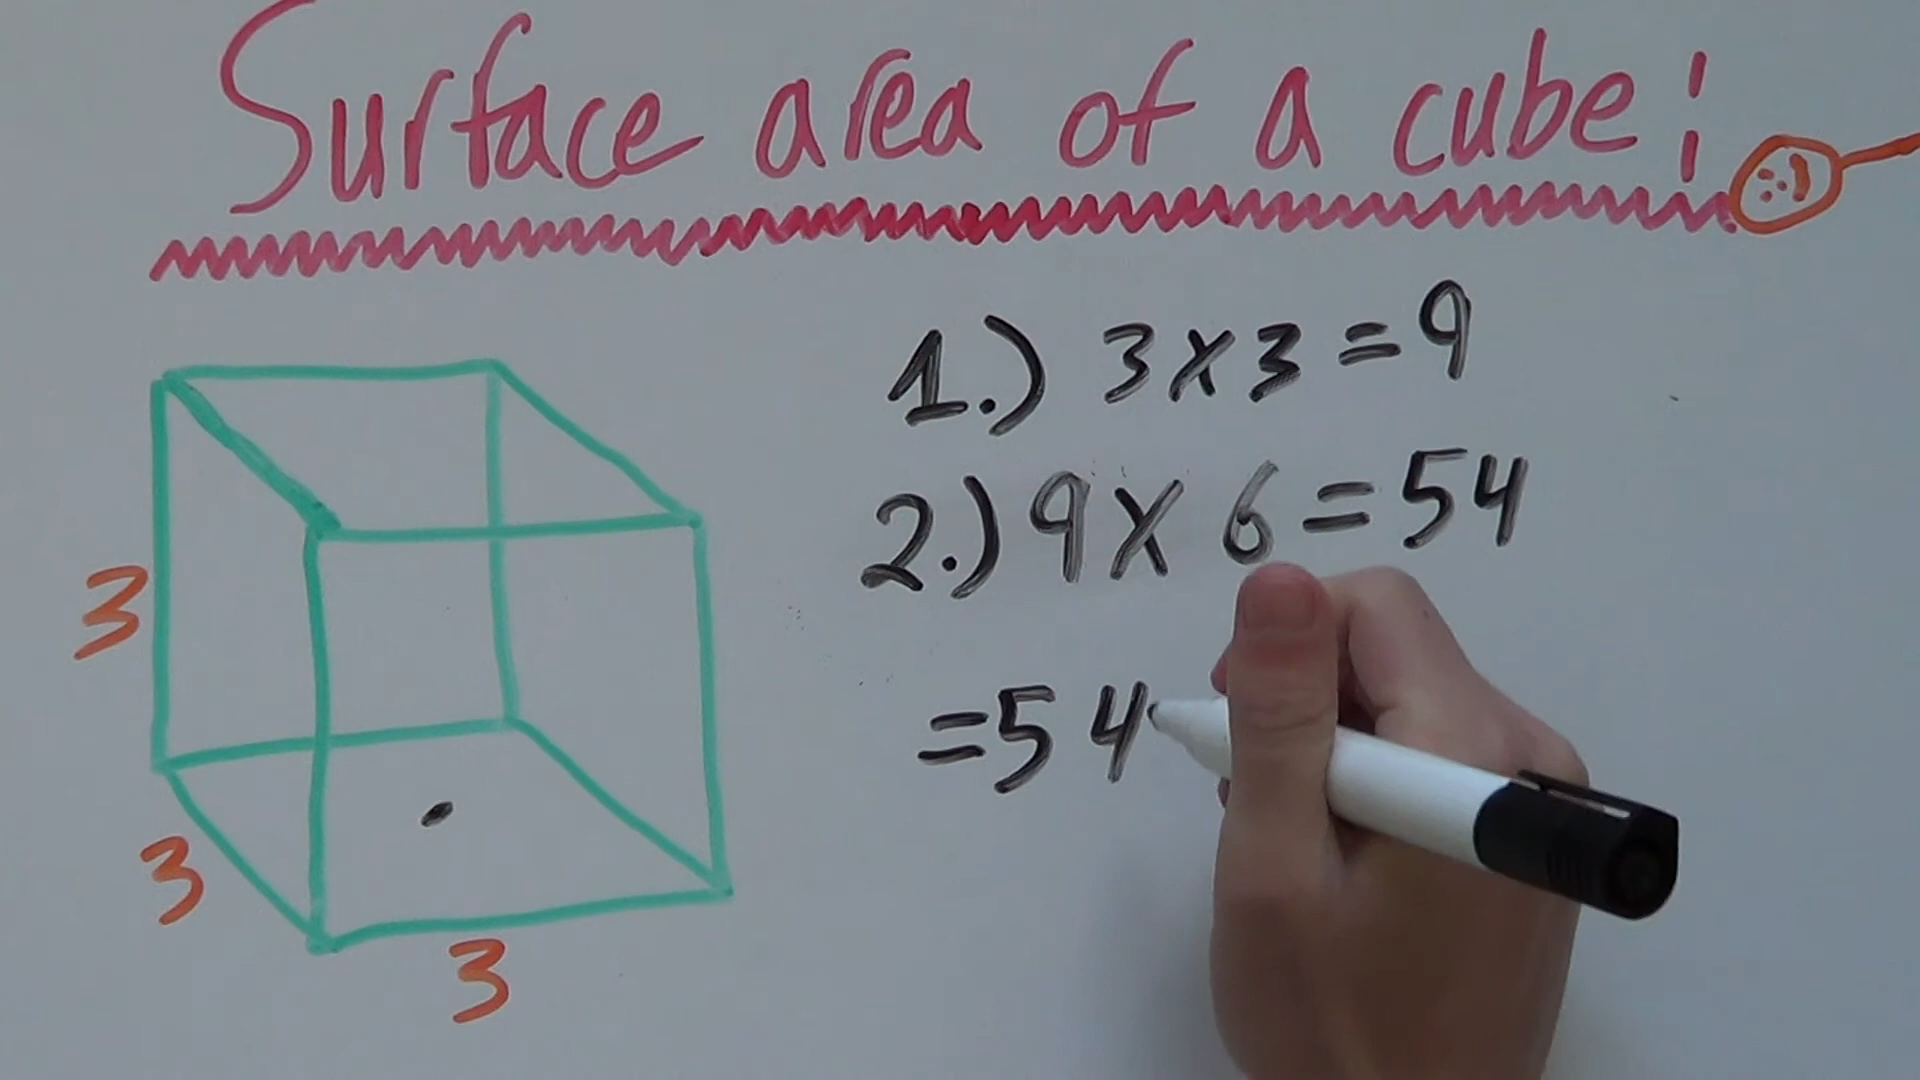 Surface area of a cube:
1.) 3x3=9
2.) 9x6=54
=54
3
3
3